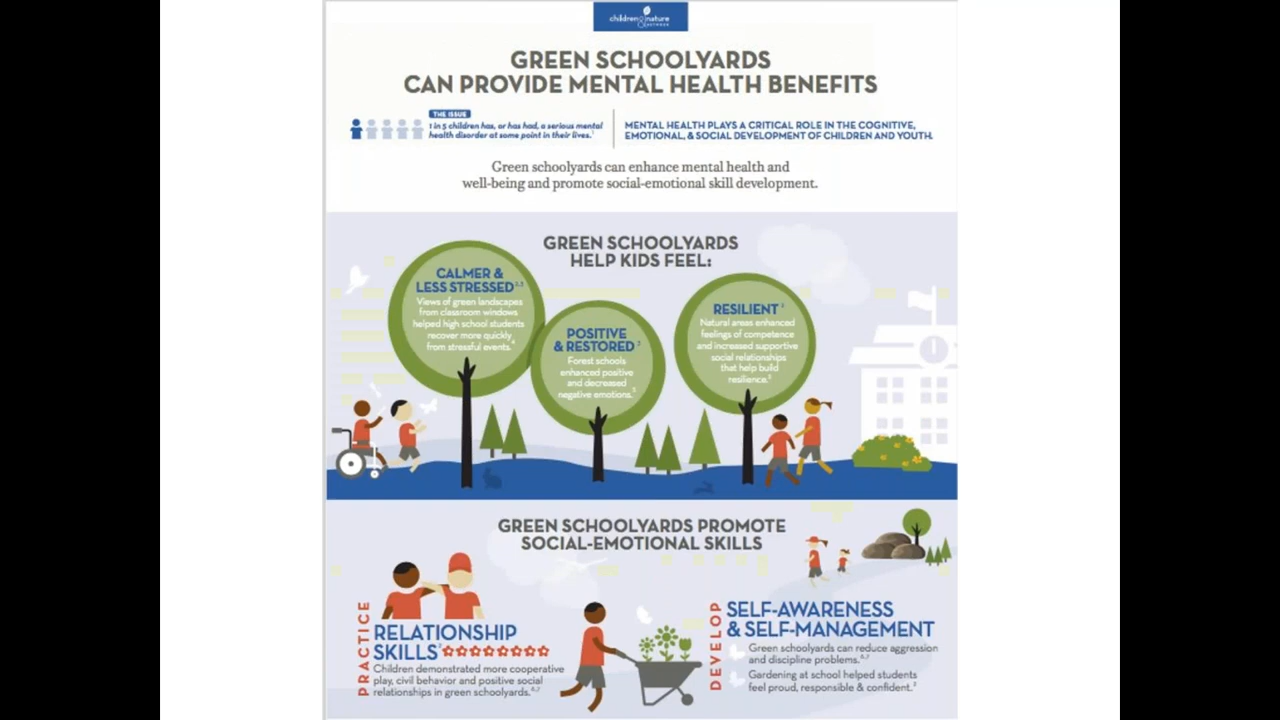 children & nature
NETWORK
GREEN SCHOOLYARDS
CAN PROVIDE MENTAL HEALTH BENEFITS
THE ISSUE
1 in 5 children has, or has had, a serious mental
health disorder at some point in their lives.¹
MENTAL HEALTH PLAYS A CRITICAL ROLE IN THE COGNITIVE,
EMOTIONAL, & SOCIAL DEVELOPMENT OF CHILDREN AND YOUTH.
Green schoolyards can enhance mental health and
well-being and promote social-emotional skill development.
GREEN SCHOOLYARDS
HELP KIDS FEEL:
CALMER &
LESS STRESSED
Views of green landscapes
from classroom windows
helped high school students
recover more quickly
from stressful events.
POSITIVE
& RESTORED
Forest schools
enhanced positive
and decreased
negative emotions.
RESILIENT
Natural areas enhanced
feelings of competence
and increased supportive
social relationships
that help build
resilience.
GREEN SCHOOLYARDS PROMOTE
SOCIAL-EMOTIONAL SKILLS
PRACTICE
RELATIONSHIP
SKILLS
Children demonstrated more cooperative
play, civil behavior and positive social
relationships in green schoolyards.⁶˒⁷
DEVELOP
SELF-AWARENESS
& SELF-MANAGEMENT
Green schoolyards can reduce aggression
and discipline problems.⁶˒⁷
Gardening at school helped students
feel proud, responsible & confident.